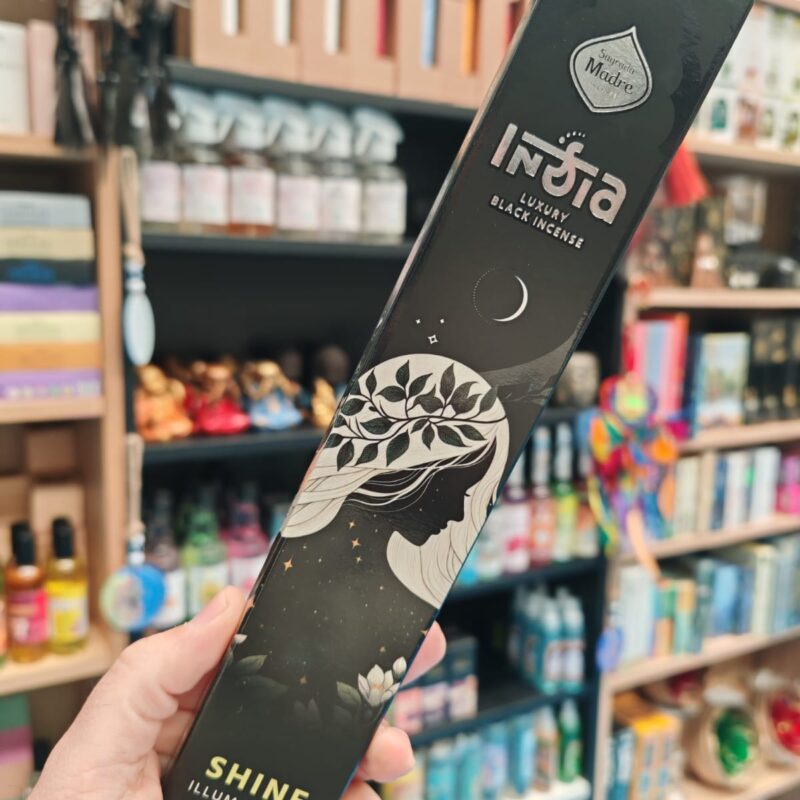 Sagrada
Madre
India
LUXURY
BLACK INCENSE
SHINE